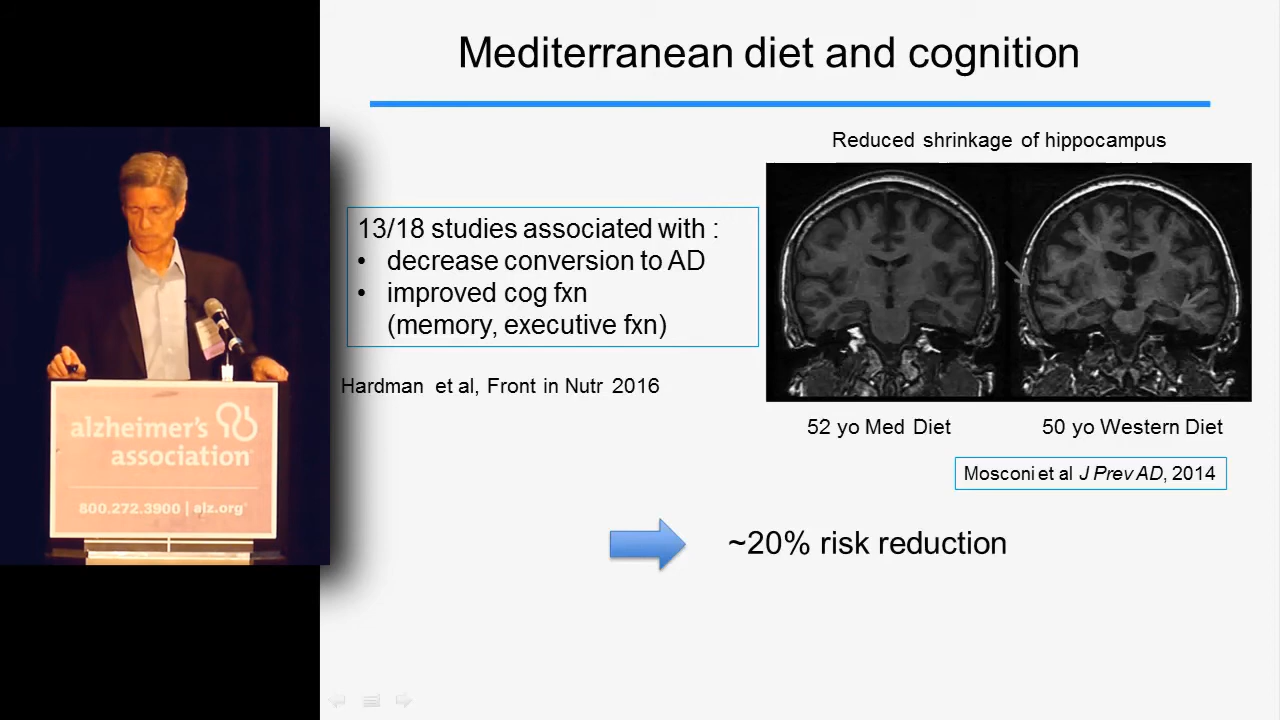 Mediterranean diet and cognition
Reduced shrinkage of hippocampus
13/18 studies associated with :
• decrease conversion to AD
• improved cog fxn
(memory, executive fxn)
Hardman et al, Front in Nutr 2016
52 yo Med Diet
50 yo Western Diet
Mosconi et al J Prev AD, 2014
~20% risk reduction
alzheimer's
association
800.272.3900 | alz.org